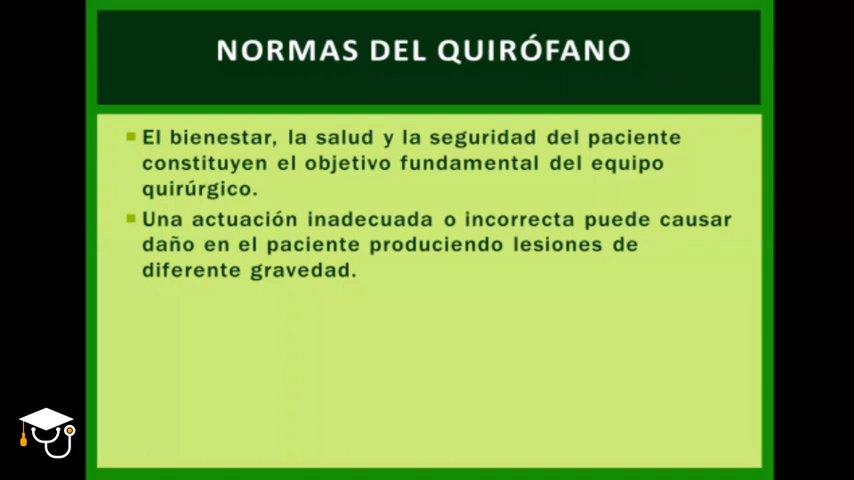 NORMAS DEL QUIRÓFANO
El bienestar, la salud y la seguridad del paciente
constituyen el objetivo fundamental del equipo
quirúrgico.
Una actuación inadecuada o incorrecta puede causar
daño en el paciente produciendo lesiones de
diferente gravedad.